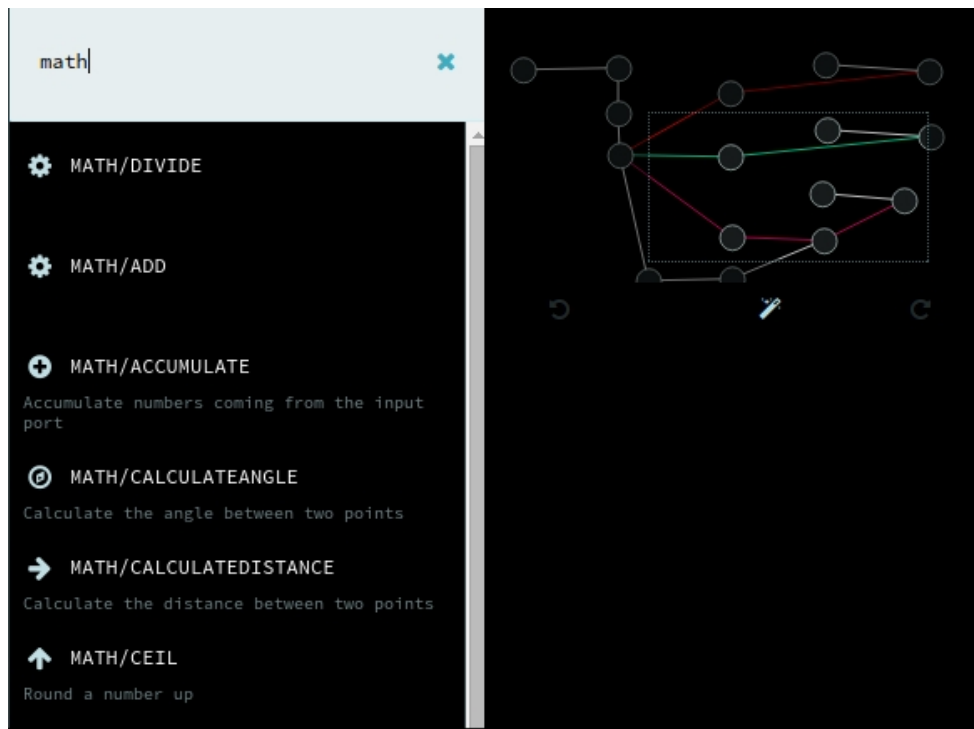 math
MATH/DIVIDE
MATH/ADD
MATH/ACCUMULATE
Accumulate numbers coming from the input
port
MATH/CALCULATEANGLE
Calculate the angle between two points
MATH/CALCULATEDISTANCE
Calculate the distance between two points
MATH/CEIL
Round a number up